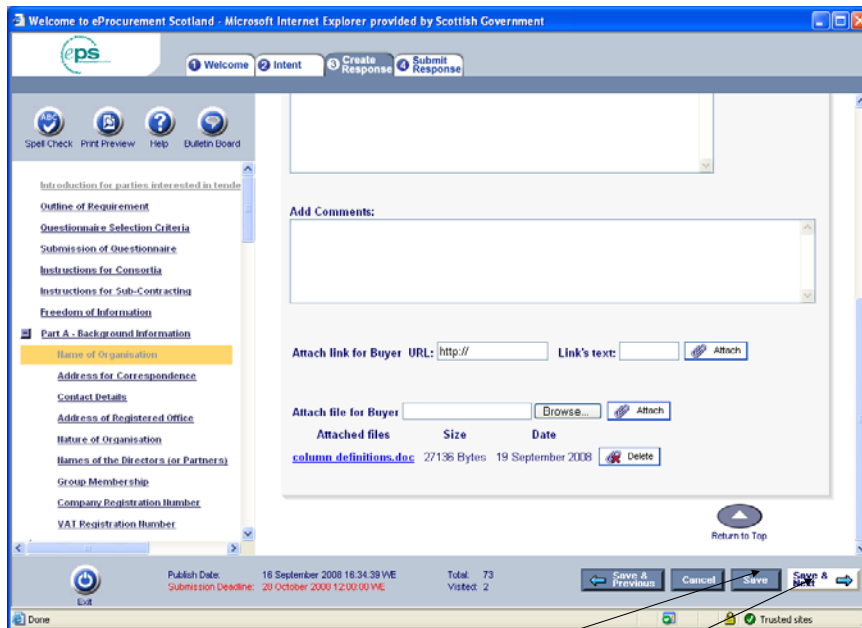 Welcome to eProcurement Scotland - Microsoft Internet Explorer provided by Scottish Government
eps
1 Welcome 2 Intent 3 Create Response 4 Submit Response
ABC
Spell Check Print Preview Help Bulletin Board
Introduction for parties interested in tende
Outline of Requirement
Questionnaire Selection Criteria
Submission of Questionnaire
Instructions for Consortia
Instructions for Sub-Contracting
Freedom of Information
Part A - Background Information
Name of Organisation
Address for Correspondence
Contact Details
Address of Registered Office
Nature of Organisation
Names of the Directors (or Partners)
Group Membership
Company Registration Number
VAT Registration Number
Add Comments:
Attach link for Buyer URL: http:// Link's text: Attach
Attach file for Buyer Browse... Attach
Attached files Size Date
column definitions.doc 27136 Bytes 19 September 2008 Delete
Return to Top
Exit
Publish Date: 16 September 2008 16.34.39 WE Total: 73
Submission Deadline: 20 October 2008 12:00:00 WE Visited: 2
Save & Previous Cancel Save Save & Next
Done Trusted sites